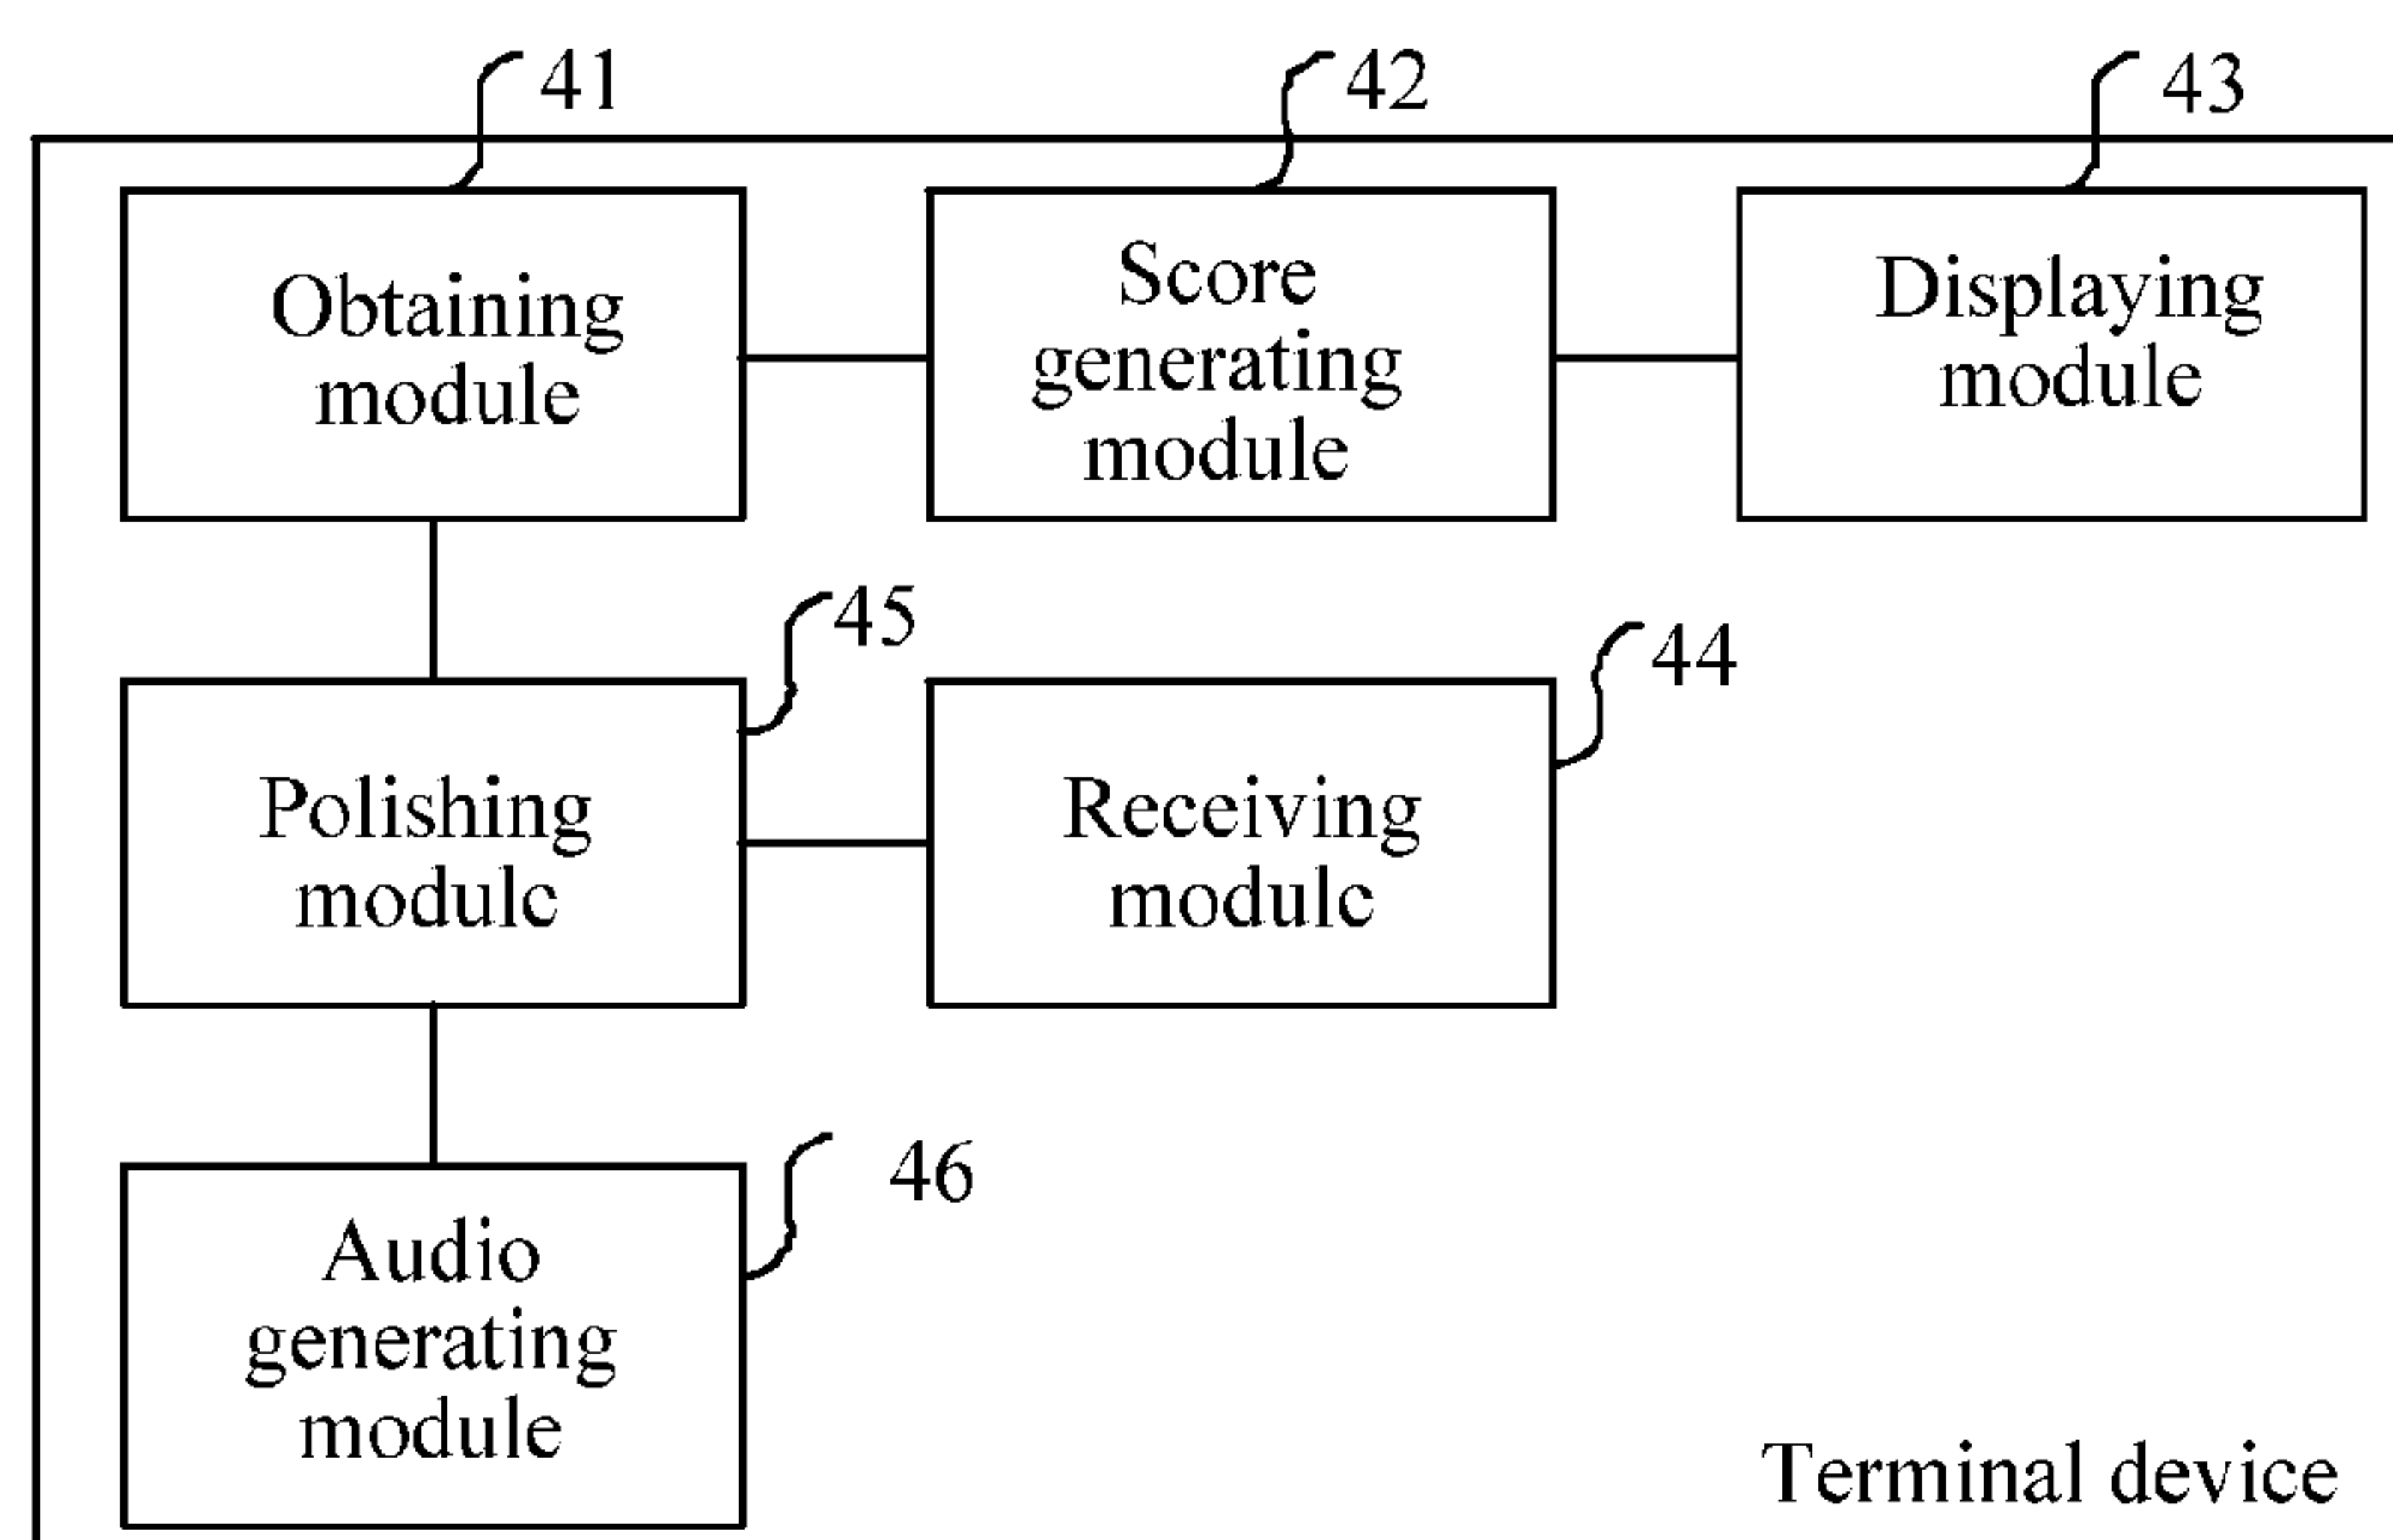 41
42
43
Obtaining
module
Score
generating
module
Displaying
module
45
44
Polishing
module
Receiving
module
46
Audio
generating
module
Terminal device